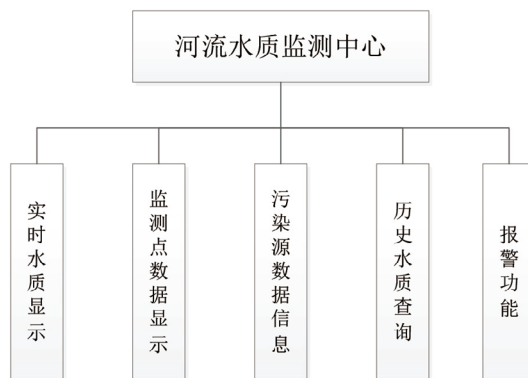 河流水质监测中心
实时水质显示
监测点数据显示
污染源数据信息
历史水质查询
报警功能